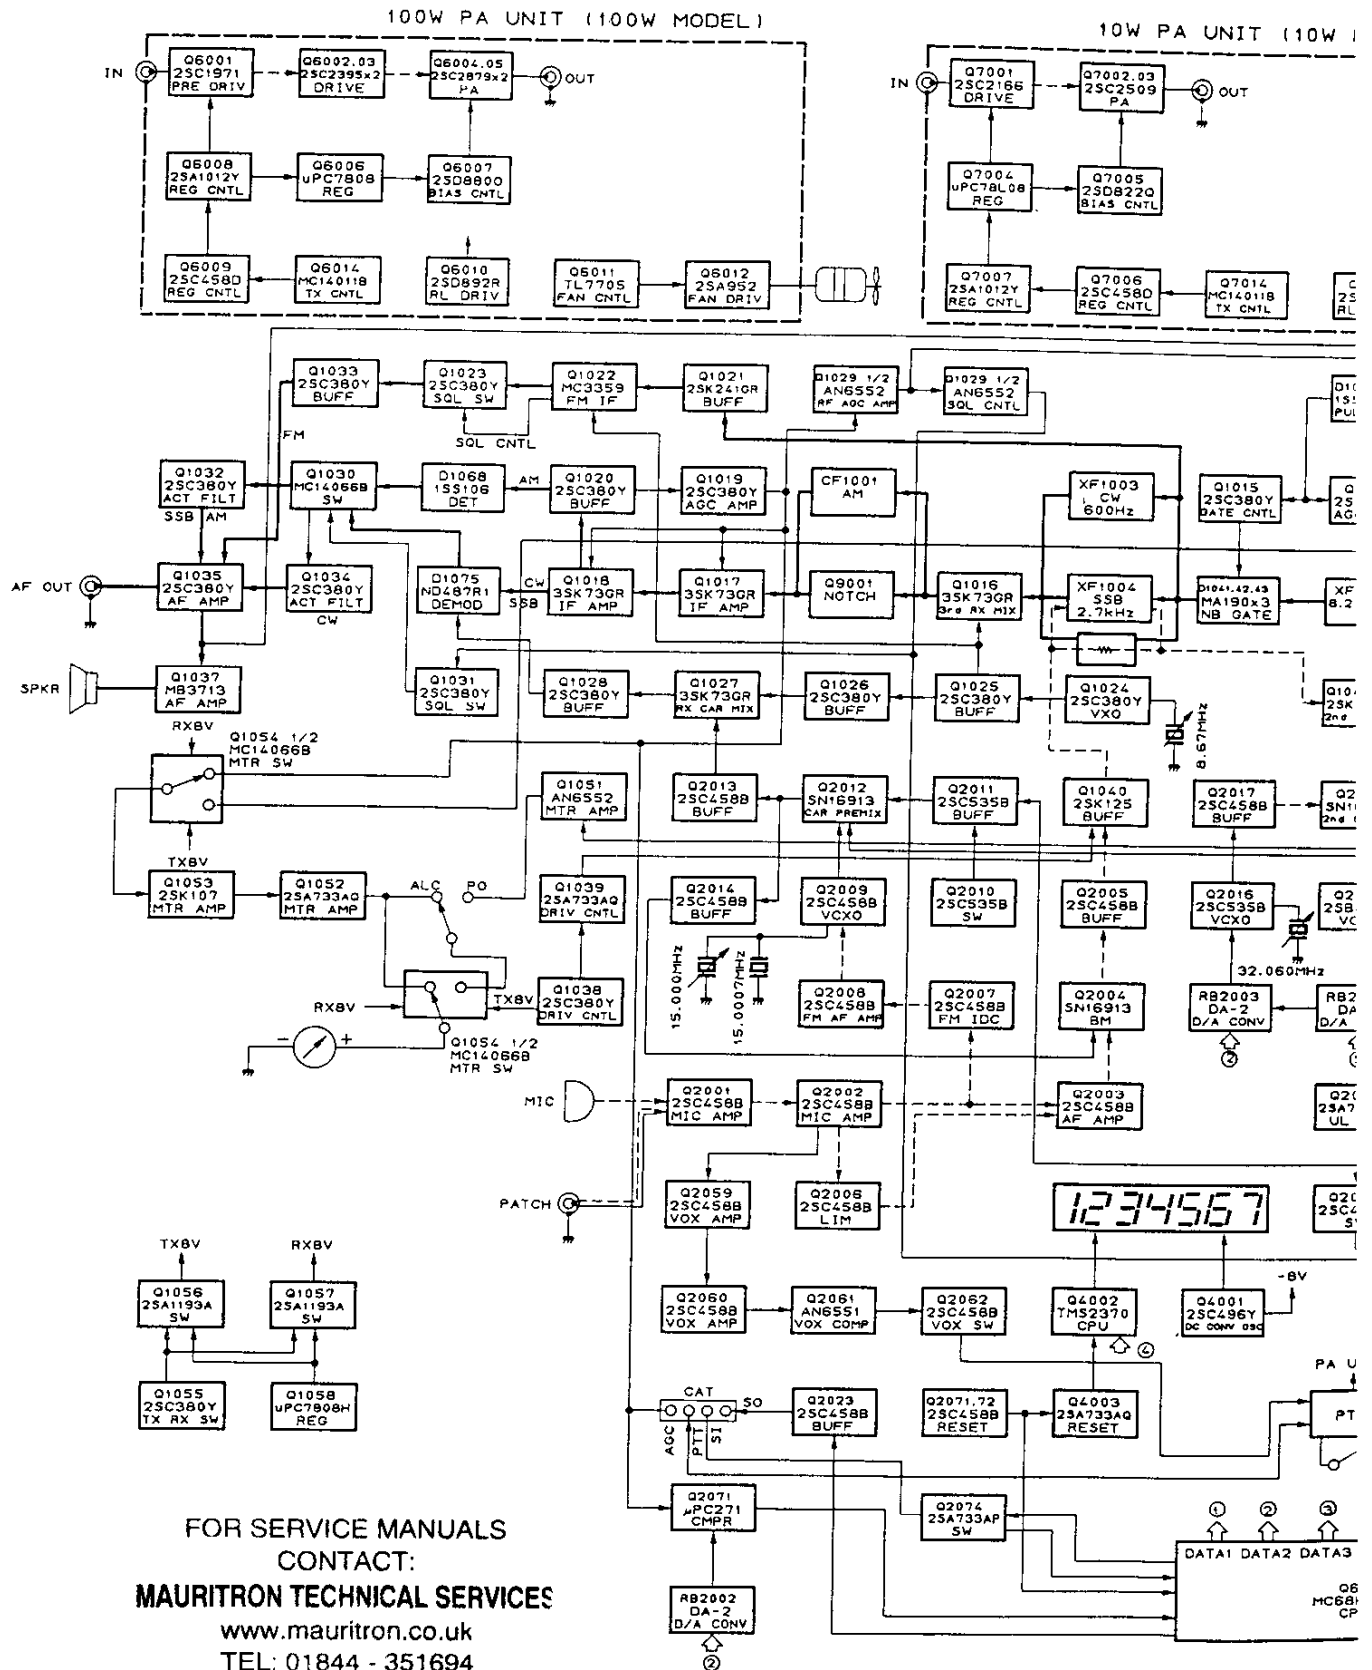 100W PA UNIT (100W MODEL)
10W PA UNIT (10W
IN
Q6001
2SC1971
PRE DRIV
Q6002.03
2SC2395x2
DRIVE
Q6004.05
2SC2879x2
PA
OUT
IN
Q7001
2SC2166
DRIVE
Q7002.03
2SC2509
PA
OUT
Q6008
2SA1012Y
REG CNTL
Q6006
uPC7808
REG
Q6007
2SD880O
BIAS CNTL
Q7004
uPC78L08
REG
Q7005
2SD822Q
BIAS CNTL
Q6009
2SC458D
REG CNTL
Q6014
MC14011B
TX CNTL
Q6010
2SD892R
RL DRIV
Q6011
TL7705
FAN CNTL
Q6012
2SA952
FAN DRIV
Q7007
2SA1012Y
REG CNTL
Q7006
2SC458D
REG CNTL
Q7014
MC14011B
TX CNTL
RL
Q1033
2SC380Y
BUFF
Q1023
2SC380Y
SQL SW
Q1022
MC3359
FM IF
Q1021
2SK241GR
BUFF
Q1029 1/2
AN6552
RF AGC AMP
Q1029 1/2
AN6552
SQL CNTL
FM
SQL CNTL
Q1032
2SC380Y
ACT FILT
Q1030
MC14066B
SW
D1068
1SS106
DET
AM
Q1020
2SC380Y
BUFF
Q1019
2SC380Y
AGC AMP
CF1001
AM
XF1003
CW
600Hz
Q1015
2SC380Y
GATE CNTL
SSB
AM
AF OUT
Q1035
2SC380Y
AF AMP
Q1034
2SC380Y
ACT FILT
CW
D1075
ND487R1
DEMOD
CW
SSB
Q1018
3SK73GR
IF AMP
Q1017
3SK73GR
IF AMP
Q9001
NOTCH
Q1016
3SK73GR
3rd RX MIX
XF1004
SSB
2.7kHz
D1041.42.43
MA190x3
NB GATE
XF
8.2
SPKR
Q1037
MB3713
AF AMP
Q1031
2SC380Y
SQL SW
Q1028
2SC380Y
BUFF
Q1027
3SK73GR
RX CAR MIX
Q1026
2SC380Y
BUFF
Q1025
2SC380Y
BUFF
Q1024
2SC380Y
VXO
8.67MHz
2nd
RX8V
Q1054 1/2
MC14066B
MTR SW
TX8V
Q1051
AN6552
MTR AMP
Q2013
2SC458B
BUFF
Q2012
SN16913
CAR PREMIX
Q2011
2SC535B
BUFF
Q1040
2SK125
BUFF
Q2017
2SC458B
BUFF
2nd
Q1053
2SK107
MTR AMP
Q1052
2SA733AQ
MTR AMP
ALC
PO
Q1039
2SA733AQ
DRIV CNTL
Q2014
2SC458B
BUFF
Q2009
2SC458B
VCXO
Q2010
2SC535B
SW
Q2005
2SC458B
BUFF
Q2016
2SC535B
VCXO
15.000MHz
15.0007MHz
32.060MHz
RX8V
TX8V
Q1038
2SC380Y
DRIV CNTL
Q2008
2SC458B
FM AF AMP
Q2007
2SC458B
FM IDC
Q2004
SN16913
BM
RB2003
DA-2
D/A CONV
②
RB2
DA
D/A
- +
Q1054 1/2
MC14066B
MTR SW
MIC
Q2001
2SC458B
MIC AMP
Q2002
2SC458B
MIC AMP
Q2003
2SC458B
AF AMP
UL
PATCH
Q2059
2SC458B
VOX AMP
Q2006
2SC458B
LIM
1234567
TX8V
RX8V
Q1056
2SA1193A
SW
Q1057
2SA1193A
SW
Q2060
2SC458B
VOX AMP
Q2061
AN6551
VOX COMP
Q2062
2SC458B
VOX SW
Q4002
TMS2370
CPU
④
Q4001
2SC496Y
DC CONV OSC
-8V
Q1055
2SC380Y
TX RX SW
Q1058
uPC7808H
REG
CAT
AGC
PTT
SI
SO
Q2023
2SC458B
BUFF
Q2071.72
2SC458B
RESET
Q4003
2SA733AQ
RESET
PA U
PT
Q2071
μPC271
CMPR
Q2074
2SA733AP
SW
① ② ③
DATA1 DATA2 DATA3
Q6
MC68H
CP
RB2002
DA-2
D/A CONV
②
FOR SERVICE MANUALS
CONTACT:
MAURITRON TECHNICAL SERVICES
www.mauritron.co.uk
TEL: 01844 - 351694